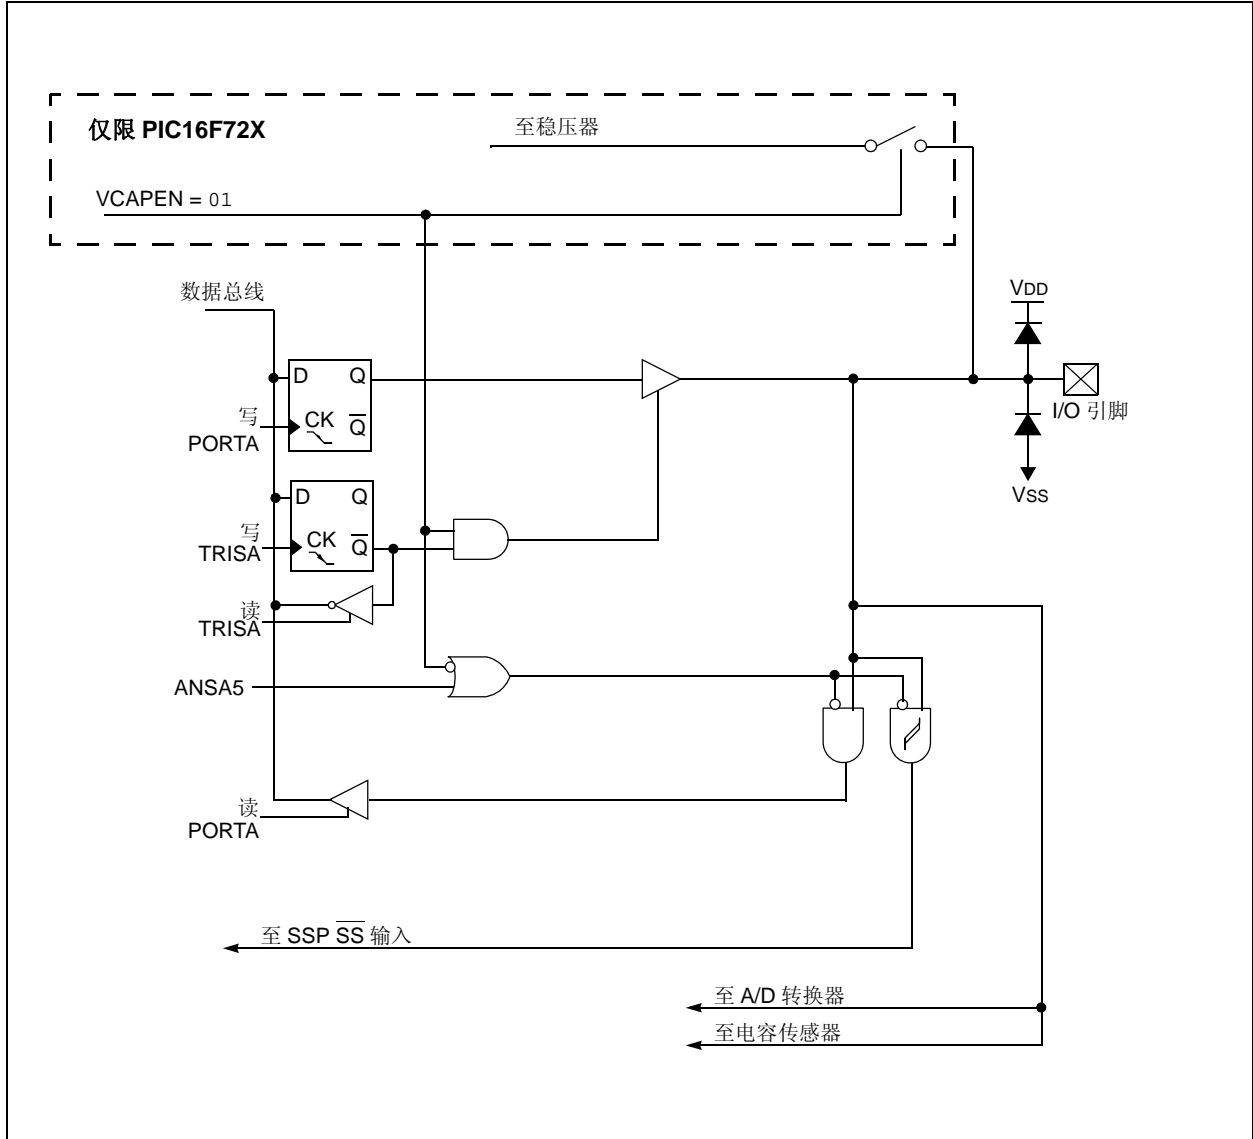 仅限 PIC16F72X
至稳压器
VCAPEN = 01
数据总线
VDD
D Q
CK Q
写
PORTA
I/O 引脚
VSS
D Q
CK Q
写
TRISA
读
TRISA
ANSA5
读
PORTA
至 SSP SS 输入
至 A/D 转换器
至电容传感器